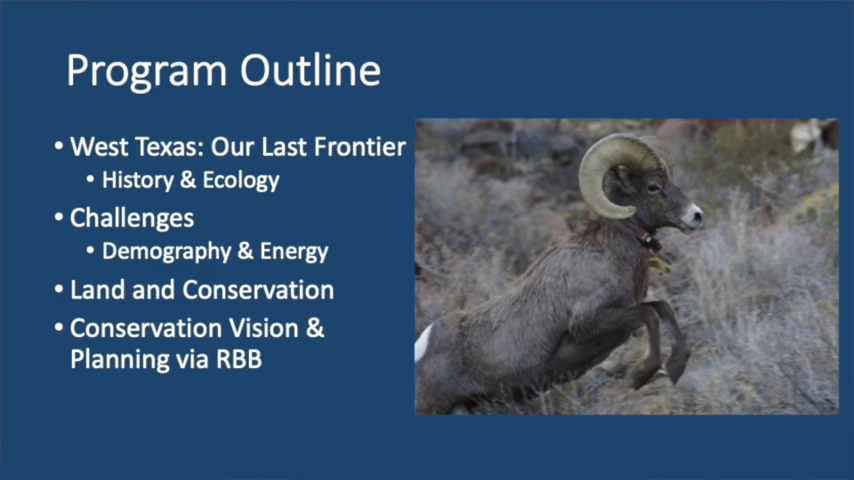 Program Outline
• West Texas: Our Last Frontier
• History & Ecology
• Challenges
• Demography & Energy
• Land and Conservation
• Conservation Vision &
Planning via RBB